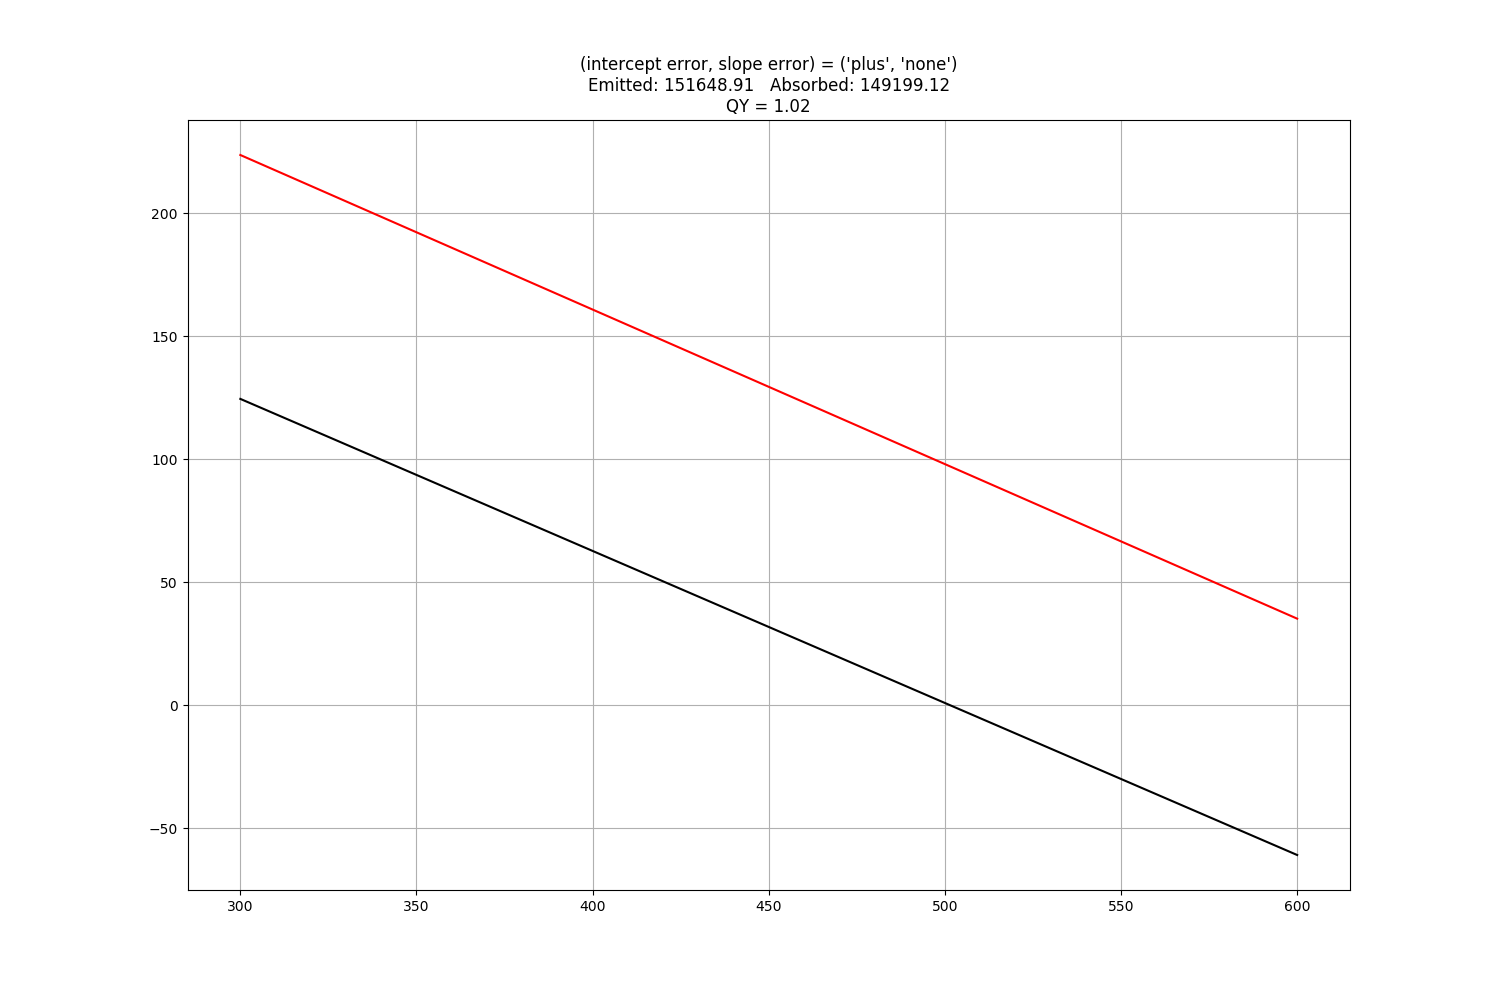 (intercept error, slope error) = ('plus', 'none')
Emitted: 151648.91   Absorbed: 149199.12
QY = 1.02
200
150
100
50
0
−50
300 350 400 450 500 550 600